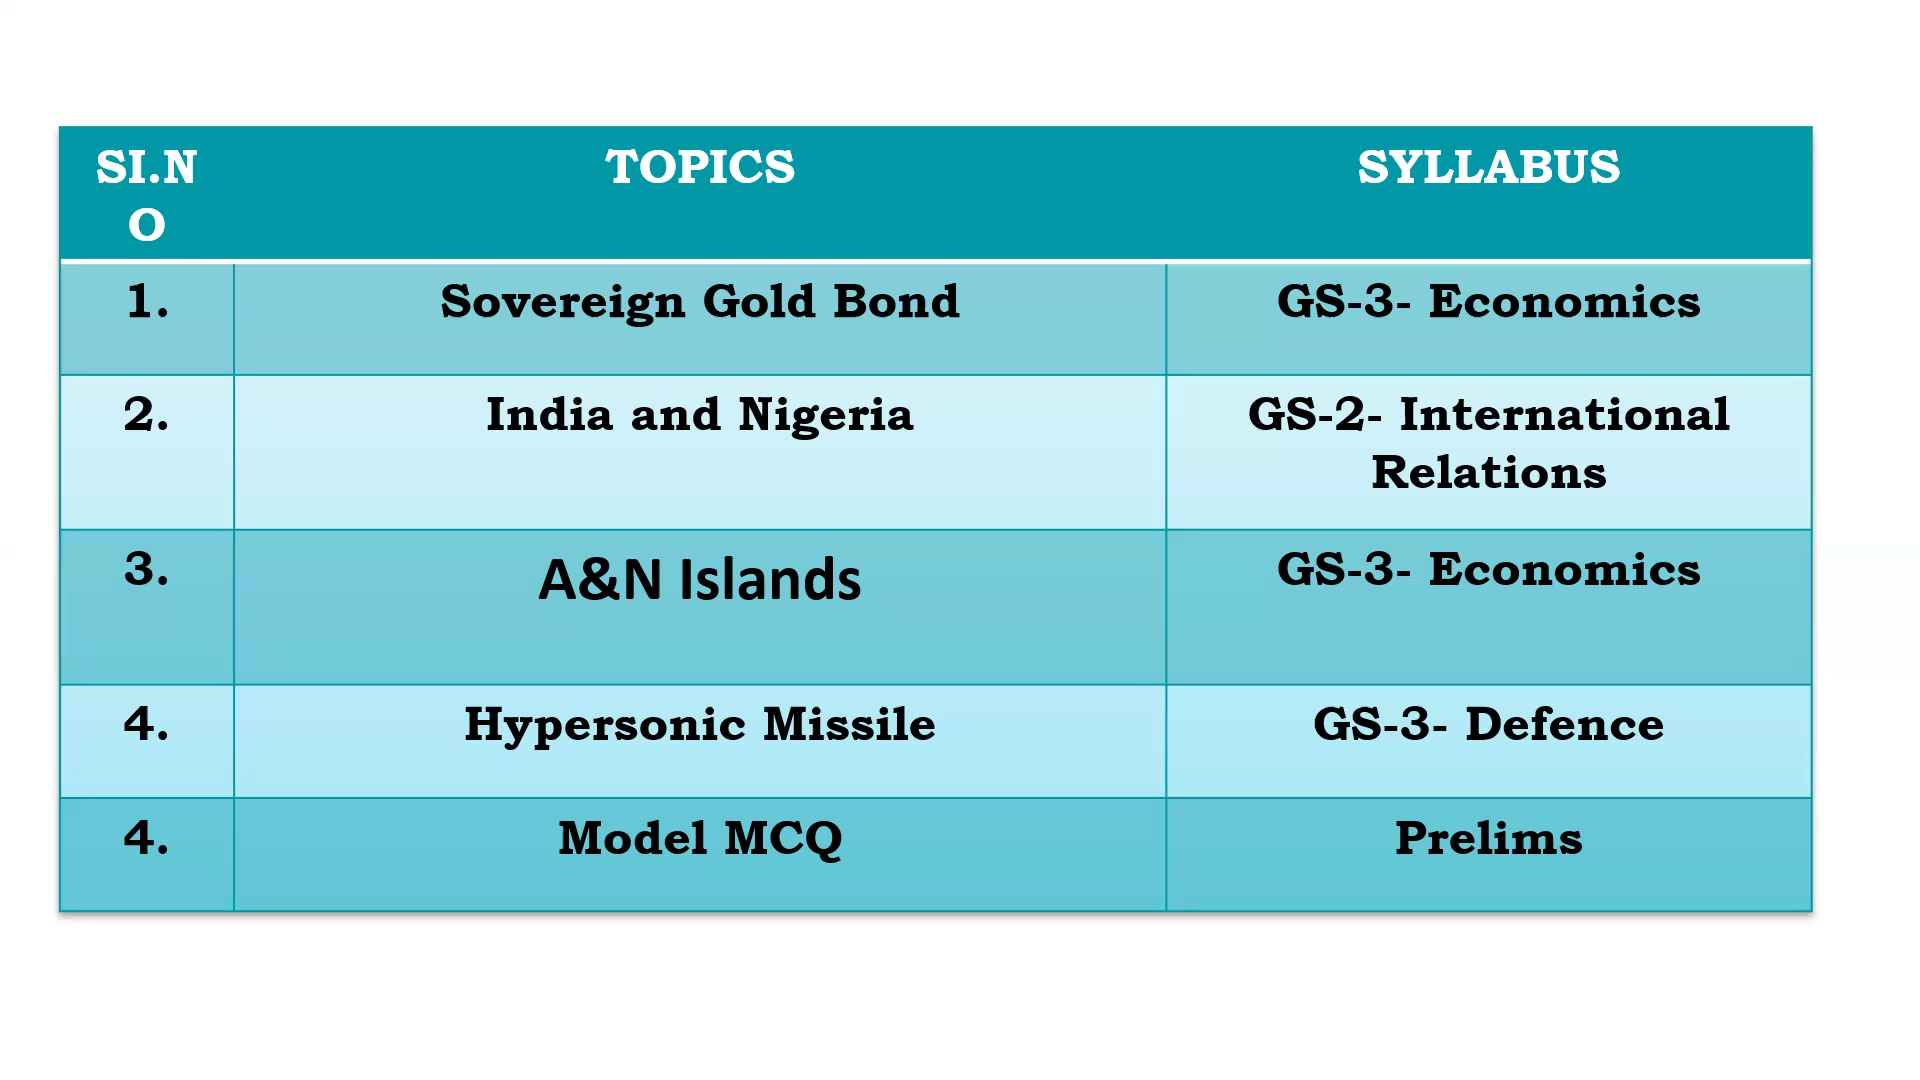 SI.N
O
TOPICS
SYLLABUS
1.
Sovereign Gold Bond
GS-3- Economics
2.
India and Nigeria
GS-2- International
Relations
3.
A&N Islands
GS-3- Economics
4.
Hypersonic Missile
GS-3- Defence
4.
Model MCQ
Prelims